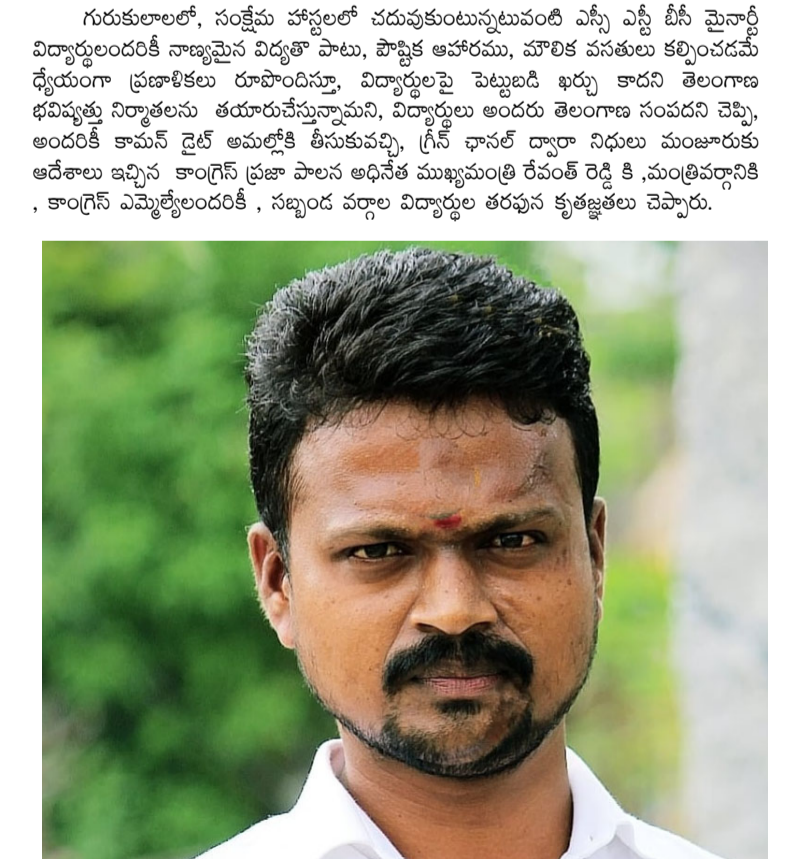 గురుకులాలలో, సంక్షేమ హాస్టలలో చదువుకుంటున్నటువంటి ఎస్సీ ఎస్టీ బీసీ మైనార్టీ
విద్యార్థులందరికీ నాణ్యమైన విద్యతొ పాటు, పౌష్టిక ఆహారము, మౌలిక వసతులు కల్పించడమే
ధ్యేయంగా ప్రణాళికలు రూపొందిస్తూ, విద్యార్థులపై పెట్టుబడి ఖర్చు కాదని తెలంగాణ
భవిష్యత్తు నిర్మాతలను తయారుచేస్తున్నామని, విద్యార్థులు అందరు తెలంగాణ సంపదని చెప్పి,
అందరికీ కామన్ డైట్ అమల్లోకి తీసుకువచ్చి, గ్రీన్ ఛానల్ ద్వారా నిధులు మంజూరుకు
ఆదేశాలు ఇచ్చిన కాంగ్రెస్ ప్రజా పాలన అధినేత ముఖ్యమంత్రి రేవంత్ రెడ్డి కి ,మంత్రివర్గానికి
, కాంగ్రెస్ ఎమ్మెల్యేలందరికీ , సబ్బండ వర్గాల విద్యార్థుల తరఫున కృతజ్ఞతలు చెప్పారు.